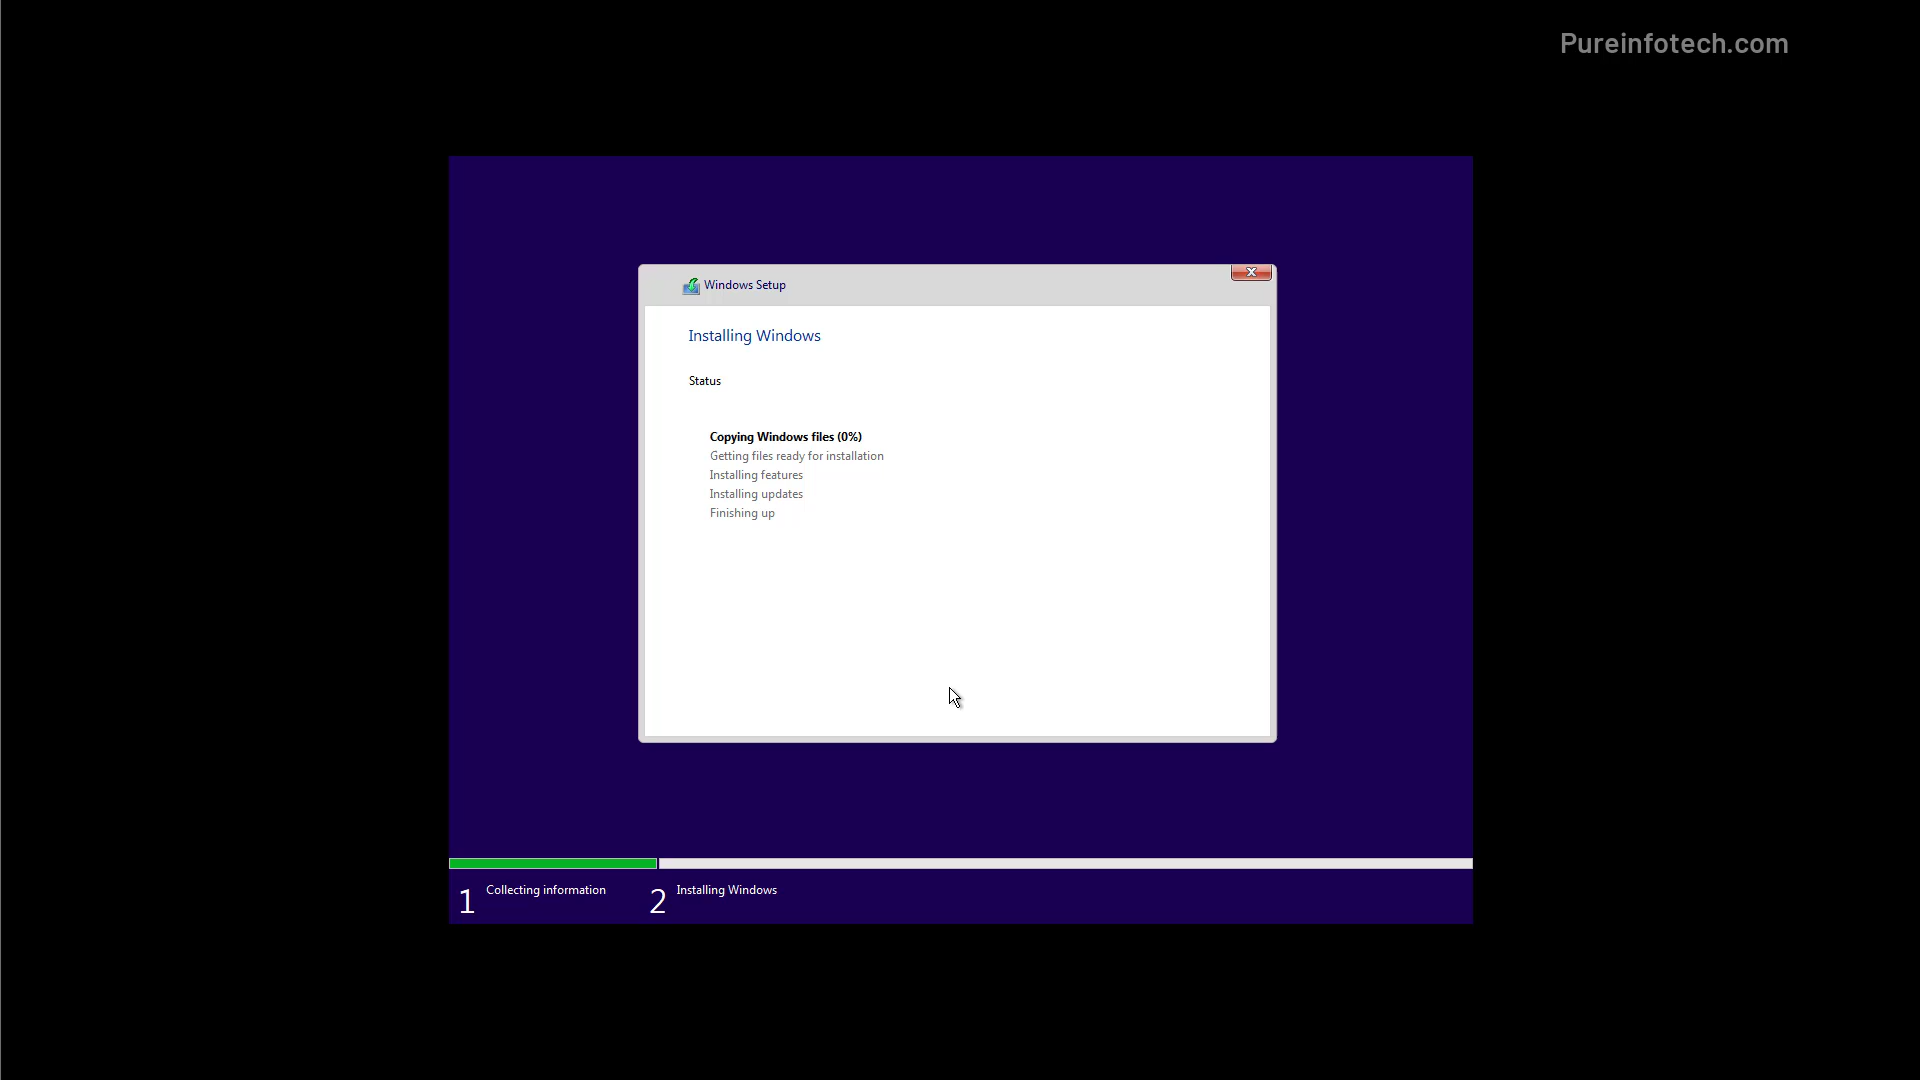 Pureinfotech.com
Windows Setup
Installing Windows
Status
Copying Windows files (0%)
Getting files ready for installation
Installing features
Installing updates
Finishing up
1 Collecting information 2 Installing Windows